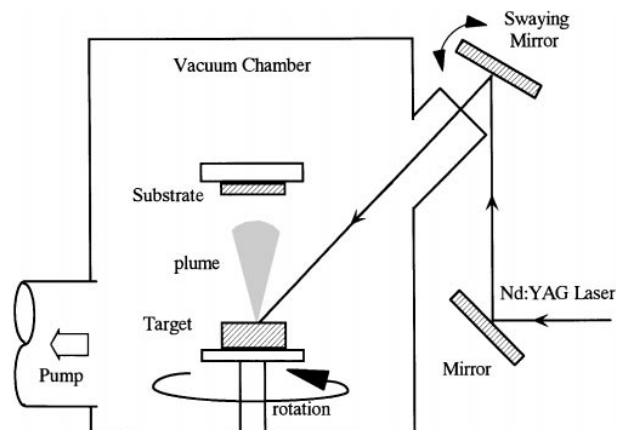 Swaying
Mirror
Vacuum Chamber
Substrate
plume
Nd:YAG Laser
Target
Pump
Mirror
rotation